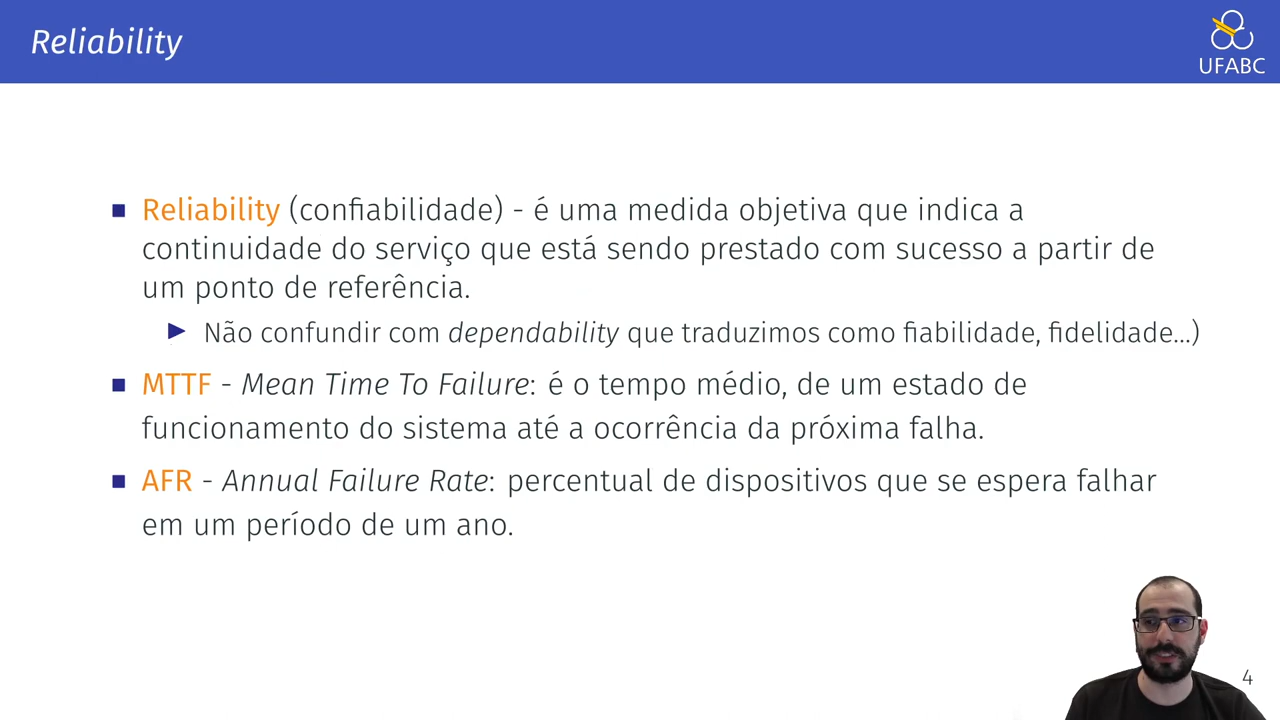 Reliability
UFABC
Reliability (confiabilidade) - é uma medida objetiva que indica a
continuidade do serviço que está sendo prestado com sucesso a partir de
um ponto de referência.
Não confundir com dependability que traduzimos como fiabilidade, fidelidade...)
MTTF - Mean Time To Failure: é o tempo médio, de um estado de
funcionamento do sistema até a ocorrência da próxima falha.
AFR - Annual Failure Rate: percentual de dispositivos que se espera falhar
em um período de um ano.
4